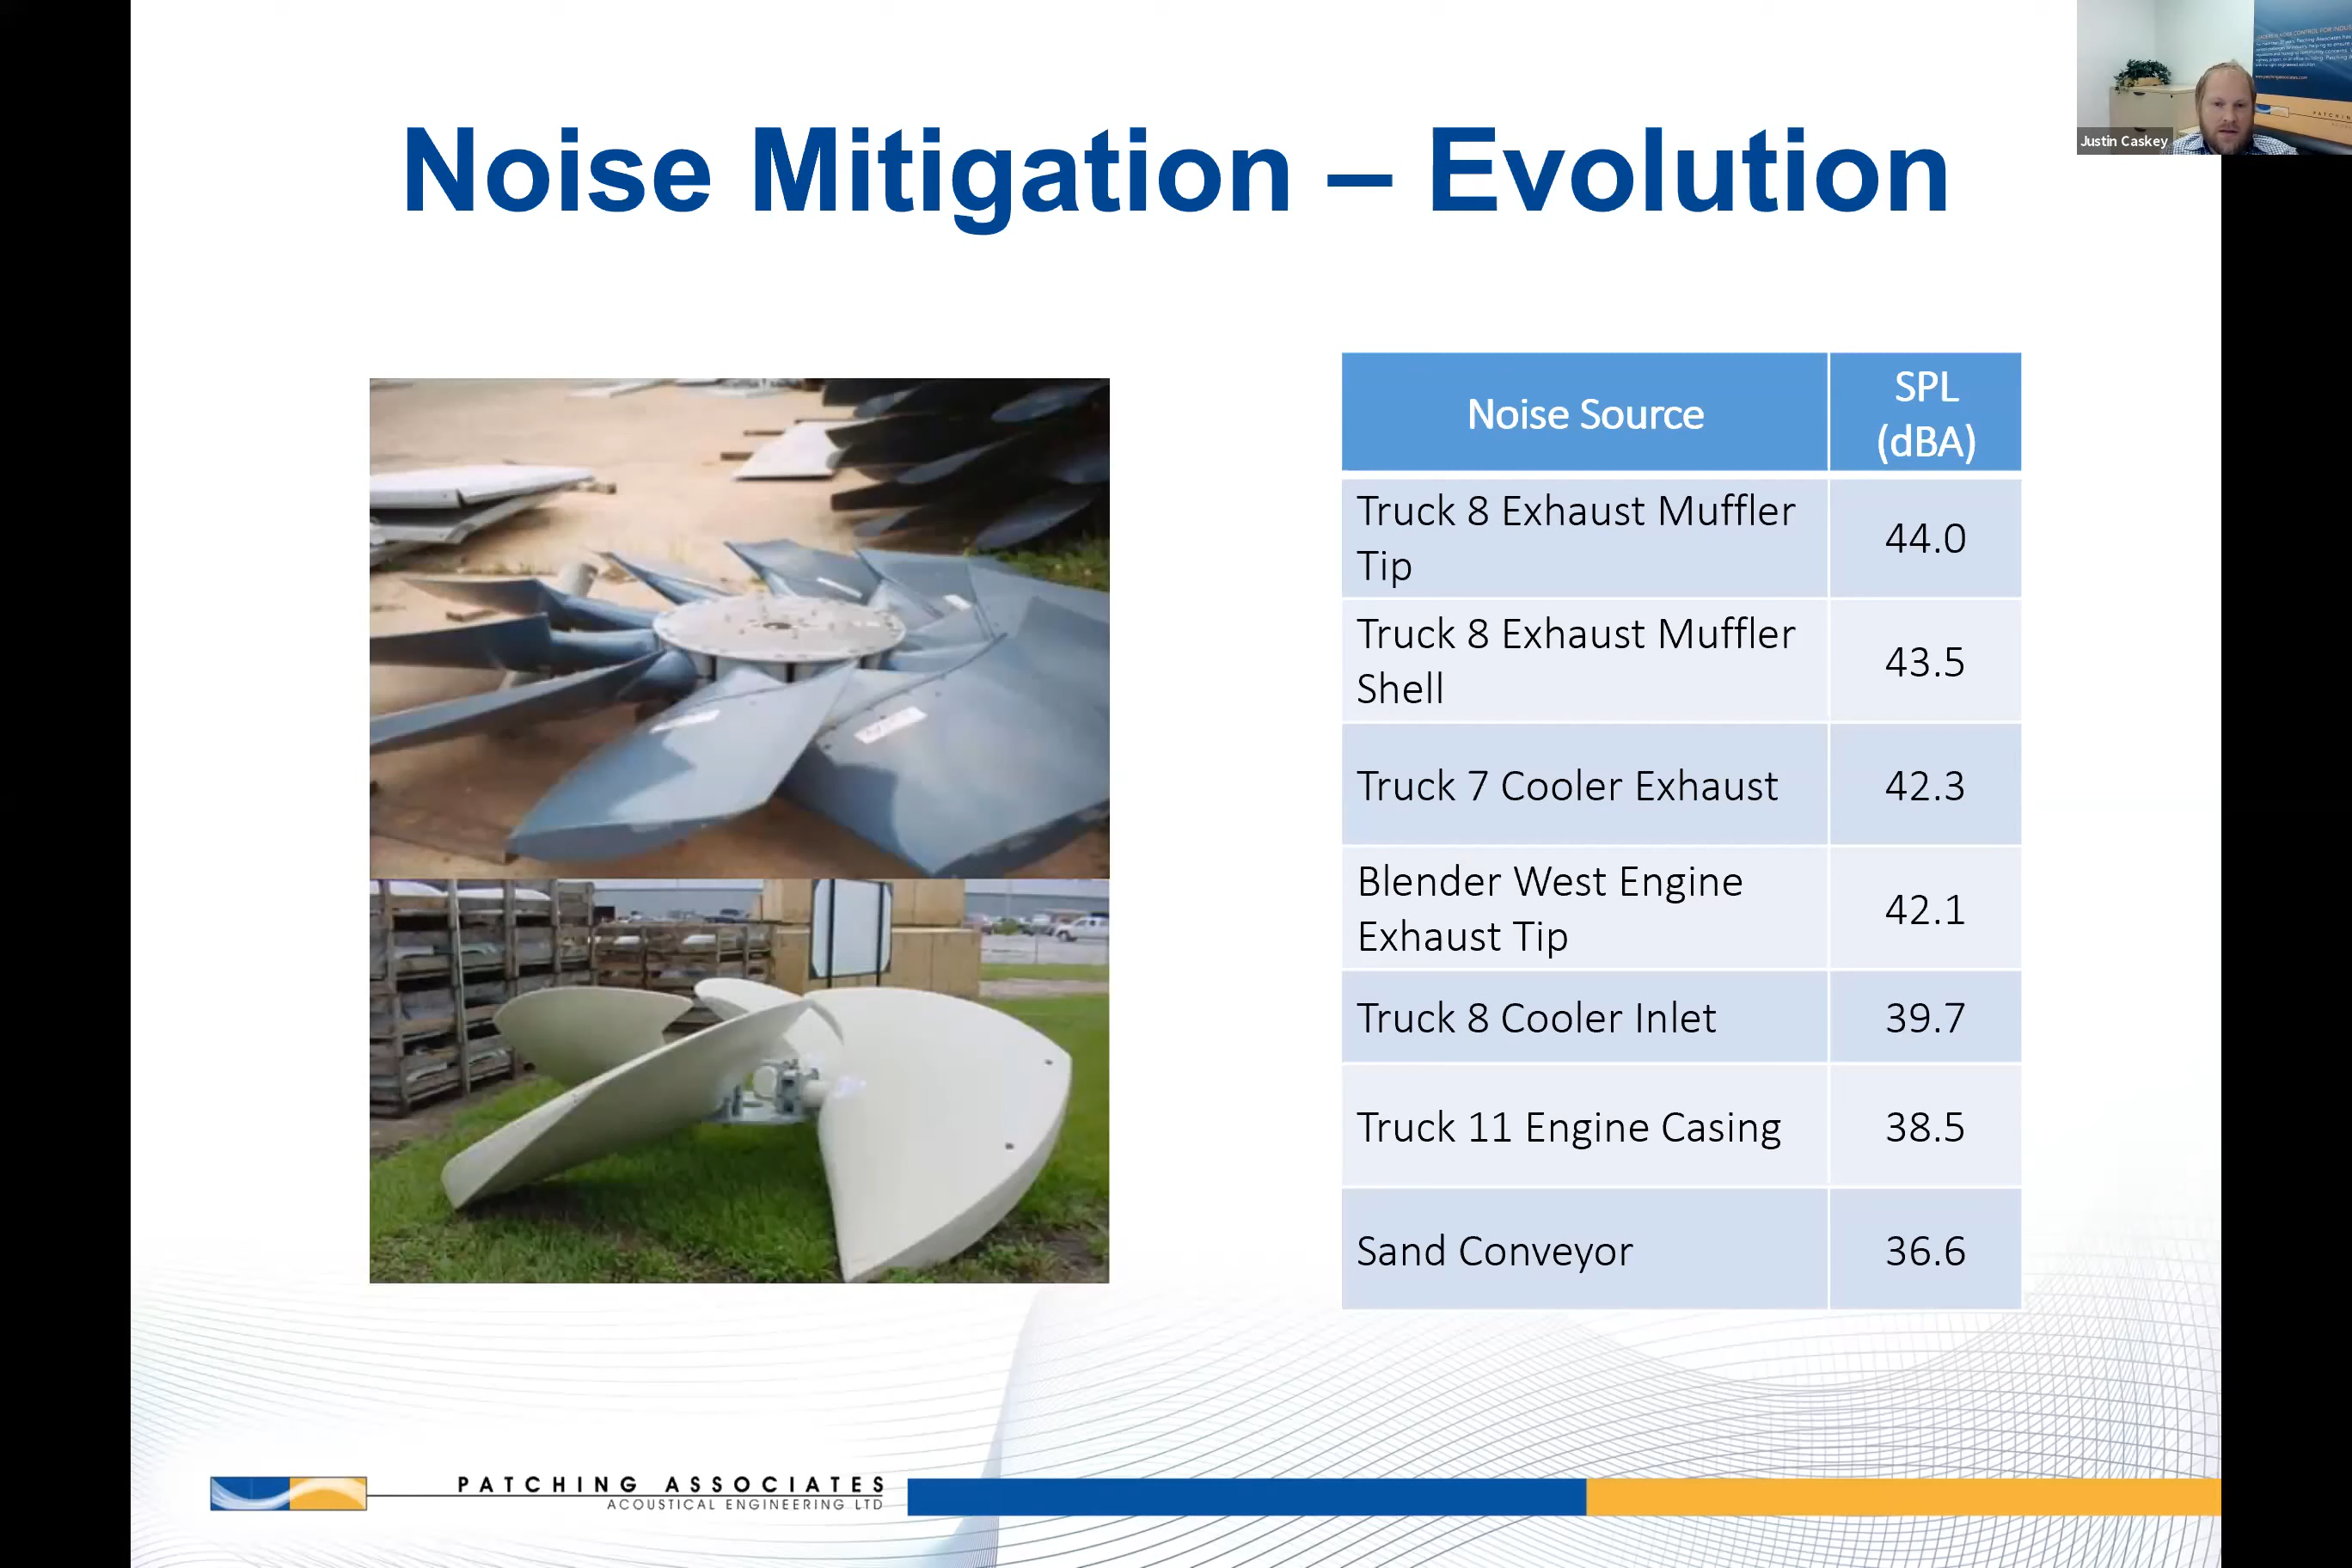 Noise Mitigation – Evolution
Justin Caskey
Noise Source
SPL
(dBA)
Truck 8 Exhaust Muffler
Tip
44.0
Truck 8 Exhaust Muffler
Shell
43.5
Truck 7 Cooler Exhaust
42.3
Blender West Engine
Exhaust Tip
42.1
Truck 8 Cooler Inlet
39.7
Truck 11 Engine Casing
38.5
Sand Conveyor
36.6
PATCHING ASSOCIATES
ACOUSTICAL ENGINEERING LTD